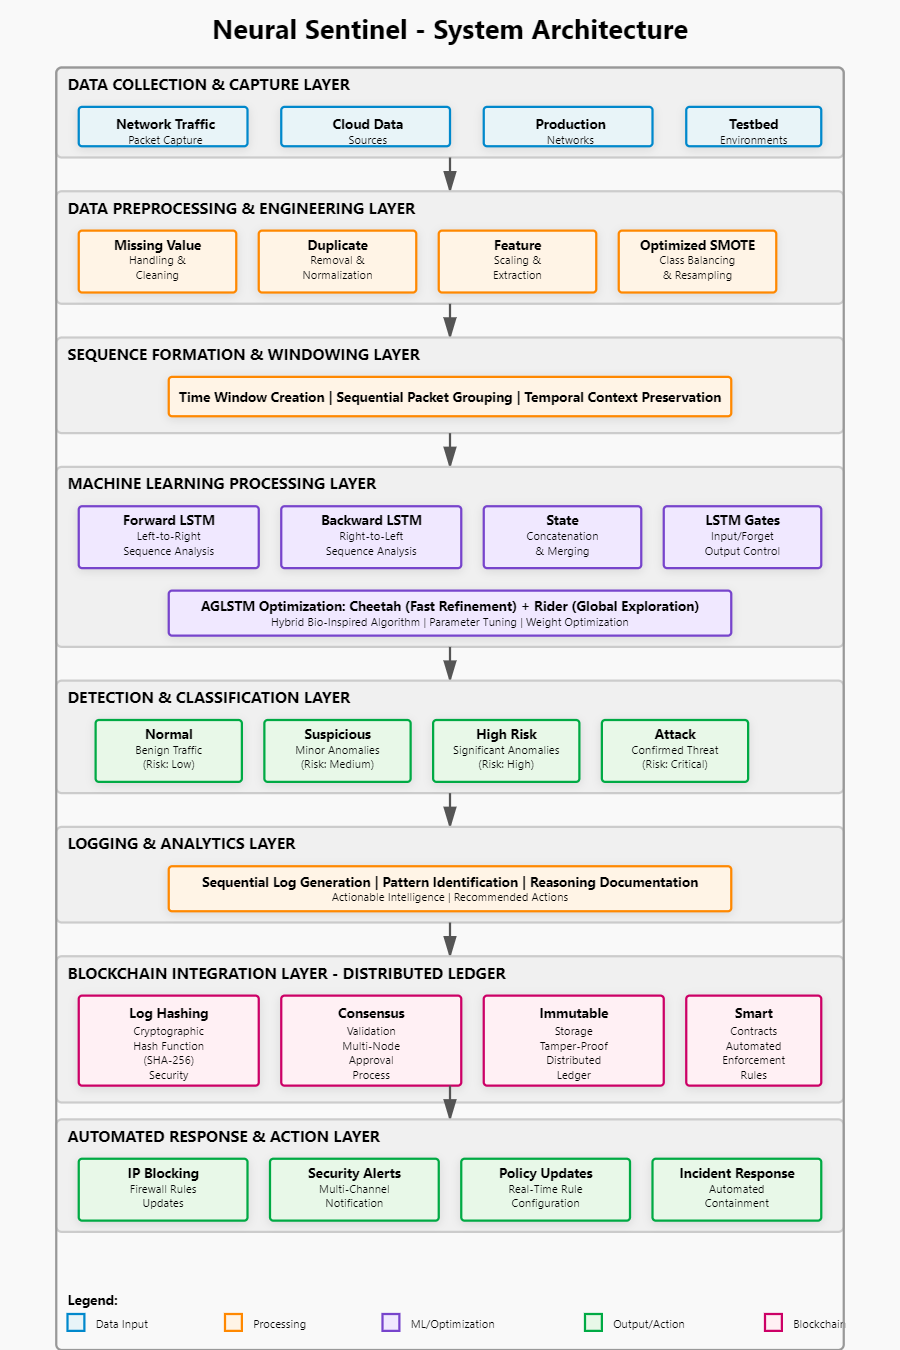 Neural Sentinel - System Architecture
DATA COLLECTION & CAPTURE LAYER
Network Traffic
Packet Capture
Cloud Data
Sources
Production
Networks
Testbed
Environments
DATA PREPROCESSING & ENGINEERING LAYER
Missing Value
Handling &
Cleaning
Duplicate
Removal &
Normalization
Feature
Scaling &
Extraction
Optimized SMOTE
Class Balancing
& Resampling
SEQUENCE FORMATION & WINDOWING LAYER
Time Window Creation | Sequential Packet Grouping | Temporal Context Preservation
MACHINE LEARNING PROCESSING LAYER
Forward LSTM
Left-to-Right
Sequence Analysis
Backward LSTM
Right-to-Left
Sequence Analysis
State
Concatenation
& Merging
LSTM Gates
Input/Forget
Output Control
AGLSTM Optimization: Cheetah (Fast Refinement) + Rider (Global Exploration)
Hybrid Bio-Inspired Algorithm | Parameter Tuning | Weight Optimization
DETECTION & CLASSIFICATION LAYER
Normal
Benign Traffic
(Risk: Low)
Suspicious
Minor Anomalies
(Risk: Medium)
High Risk
Significant Anomalies
(Risk: High)
Attack
Confirmed Threat
(Risk: Critical)
LOGGING & ANALYTICS LAYER
Sequential Log Generation | Pattern Identification | Reasoning Documentation
Actionable Intelligence | Recommended Actions
BLOCKCHAIN INTEGRATION LAYER - DISTRIBUTED LEDGER
Log Hashing
Cryptographic
Hash Function
(SHA-256)
Security
Consensus
Validation
Multi-Node
Approval
Process
Immutable
Storage
Tamper-Proof
Distributed
Ledger
Smart
Contracts
Automated
Enforcement
Rules
AUTOMATED RESPONSE & ACTION LAYER
IP Blocking
Firewall Rules
Updates
Security Alerts
Multi-Channel
Notification
Policy Updates
Real-Time Rule
Configuration
Incident Response
Automated
Containment
Legend:
Data Input
Processing
ML/Optimization
Output/Action
Blockchain